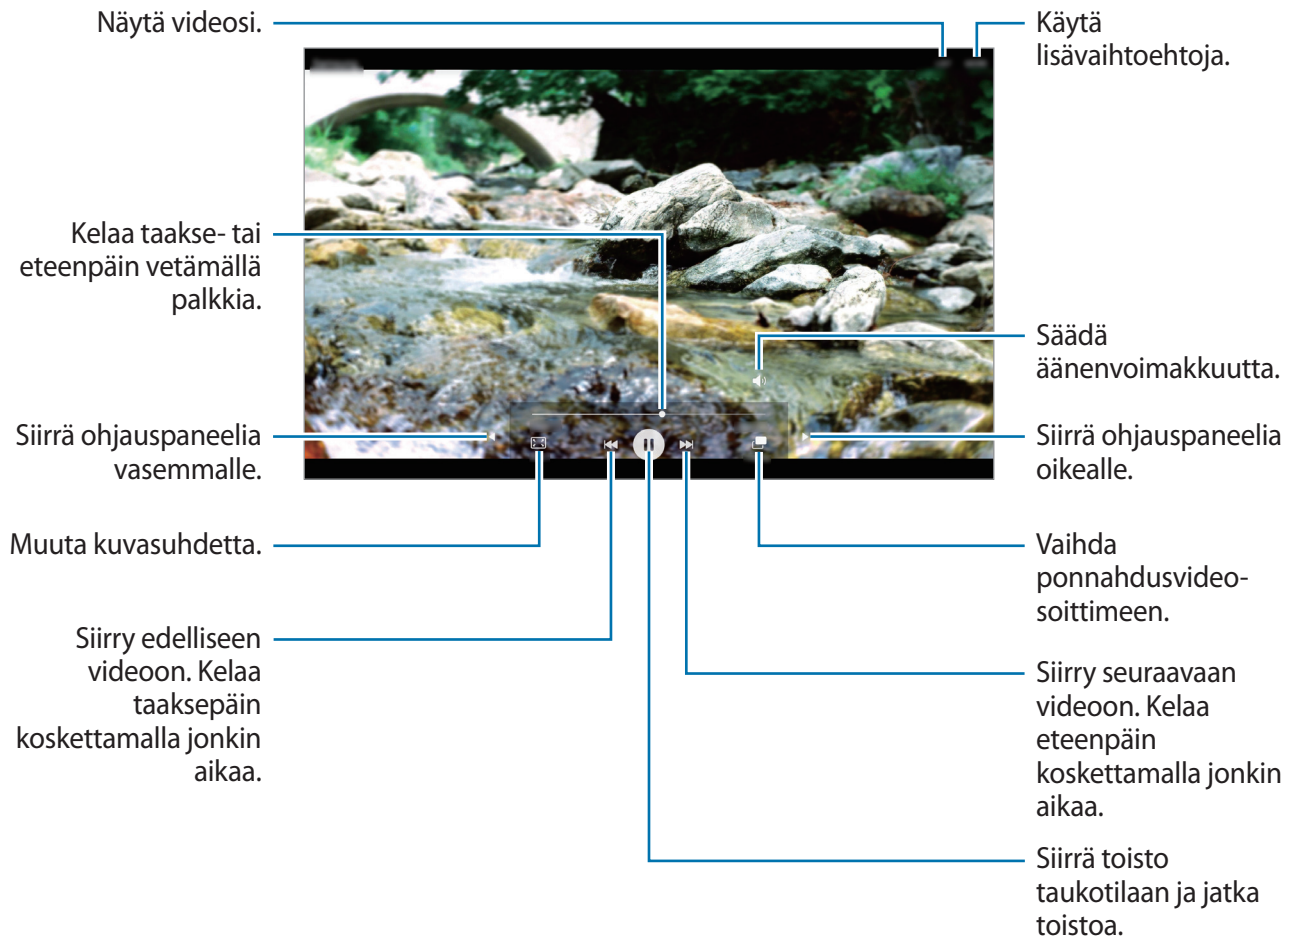 Näytä videosi.
Käytä
lisävaihtoehtoja.
Kelaa taakse- tai
eteenpäin vetämällä
palkkia.
Säädä
äänenvoimakkuutta.
Siirrä ohjauspaneelia
vasemmalle.
Siirrä ohjauspaneelia
oikealle.
Muuta kuvasuhdetta.
Vaihda
ponnahdusvideo-
soittimeen.
Siirry edelliseen
videoon. Kelaa
taaksepäin
koskettamalla jonkin
aikaa.
Siirry seuraavaan
videoon. Kelaa
eteenpäin
koskettamalla jonkin
aikaa.
Siirrä toisto
taukotilaan ja jatka
toistoa.